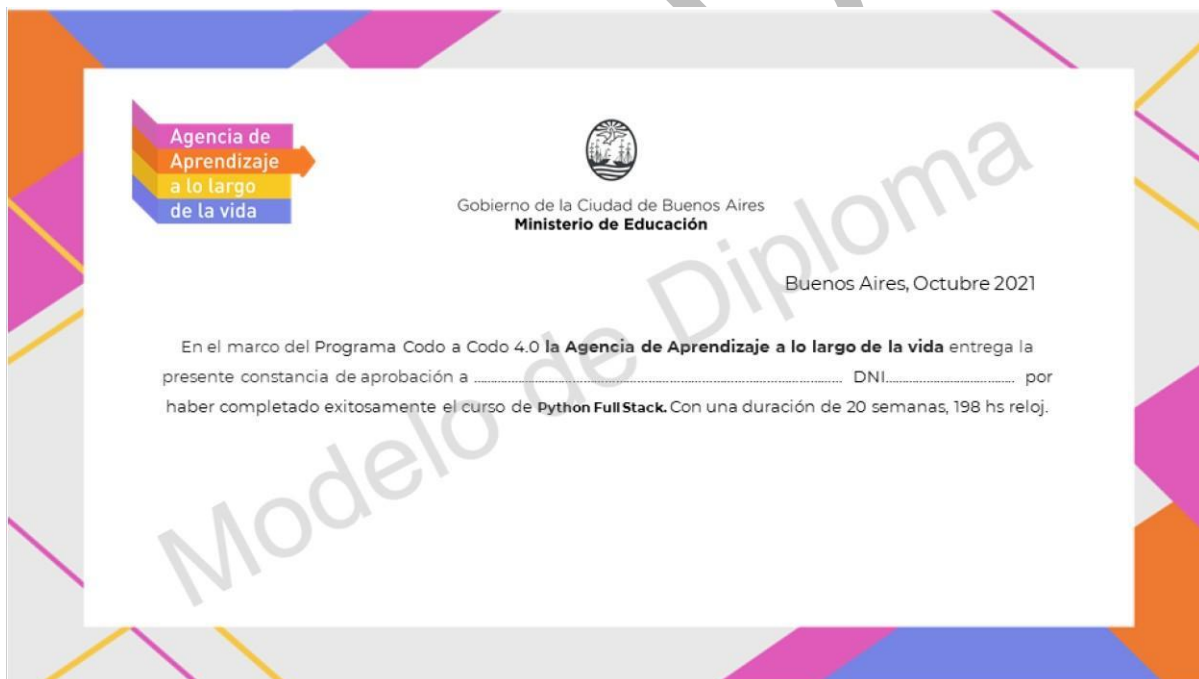 Agencia de
Aprendizaje
a lo largo
de la vida
Gobierno de la Ciudad de Buenos Aires
Ministerio de Educación
Buenos Aires, Octubre 2021
En el marco del Programa Codo a Codo 4.0 la Agencia de Aprendizaje a lo largo de la vida entrega la
presente constancia de aprobación a ........................................ DNI.................... por
haber completado exitosamente el curso de Python Full Stack. Con una duración de 20 semanas, 198 hs reloj.
Modelo de Diploma